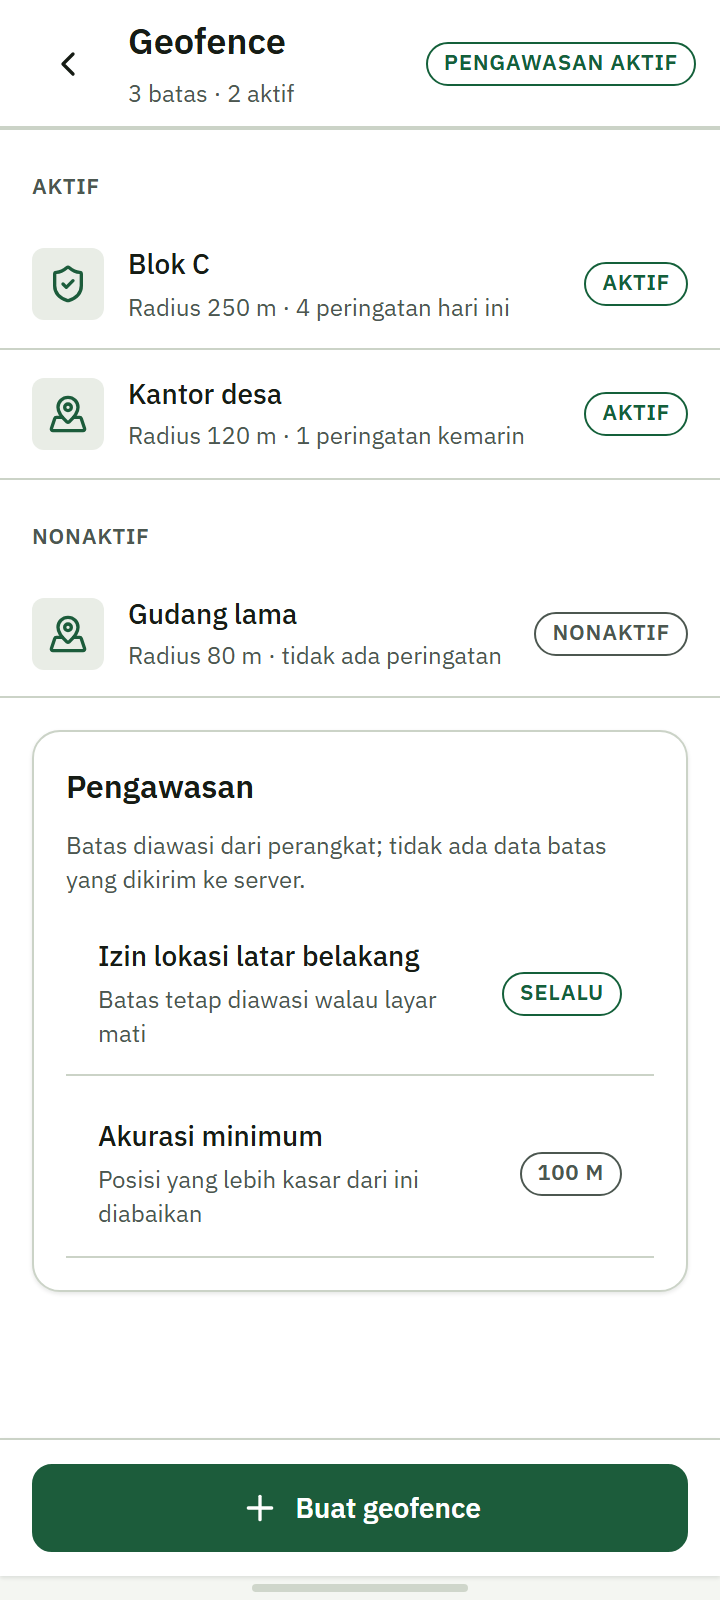 Geofence
PENGAWASAN AKTIF
3 batas · 2 aktif
AKTIF
Blok C
Radius 250 m · 4 peringatan hari ini
AKTIF
Kantor desa
Radius 120 m · 1 peringatan kemarin
AKTIF
NONAKTIF
Gudang lama
Radius 80 m · tidak ada peringatan
NONAKTIF
Pengawasan
Batas diawasi dari perangkat; tidak ada data batas
yang dikirim ke server.
Izin lokasi latar belakang
Batas tetap diawasi walau layar
mati
SELALU
Akurasi minimum
Posisi yang lebih kasar dari ini
diabaikan
100 M
Buat geofence